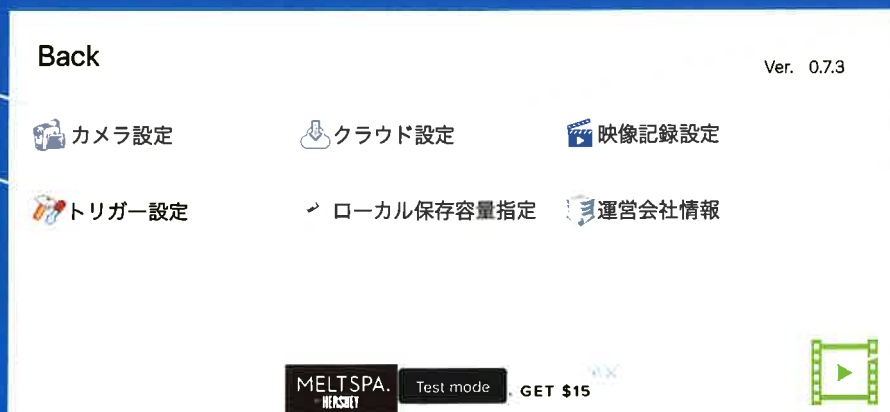 Back
Ver. 0.7.3
カメラ設定 クラウド設定 映像記録設定
トリガー設定 ローカル保存容量指定 運営会社情報
MELTSPA.
HERSHEY
Test mode
. GET $15